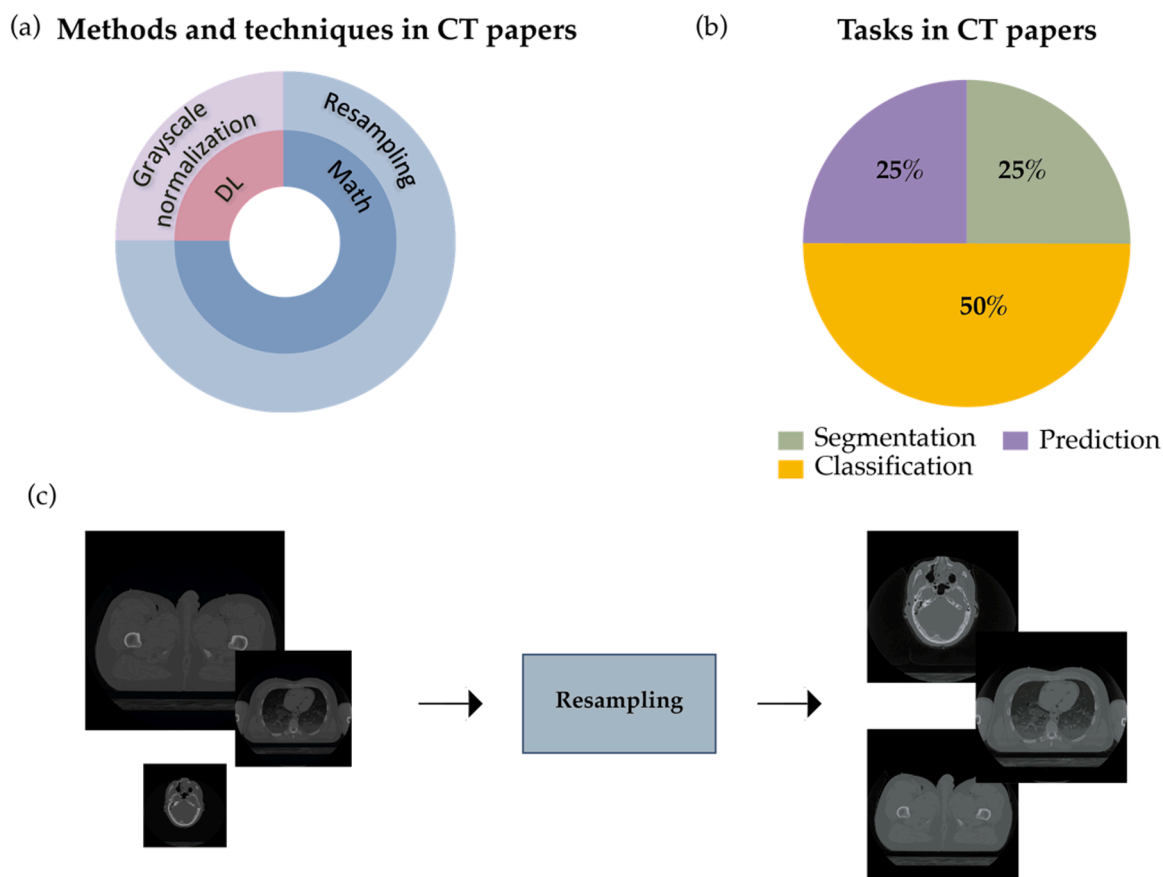 (a) Methods and techniques in CT papers
Grayscale
normalization
DL
Resampling
Math
(b) Tasks in CT papers
25%
25%
50%
Segmentation
Prediction
Classification
(c)
Resampling